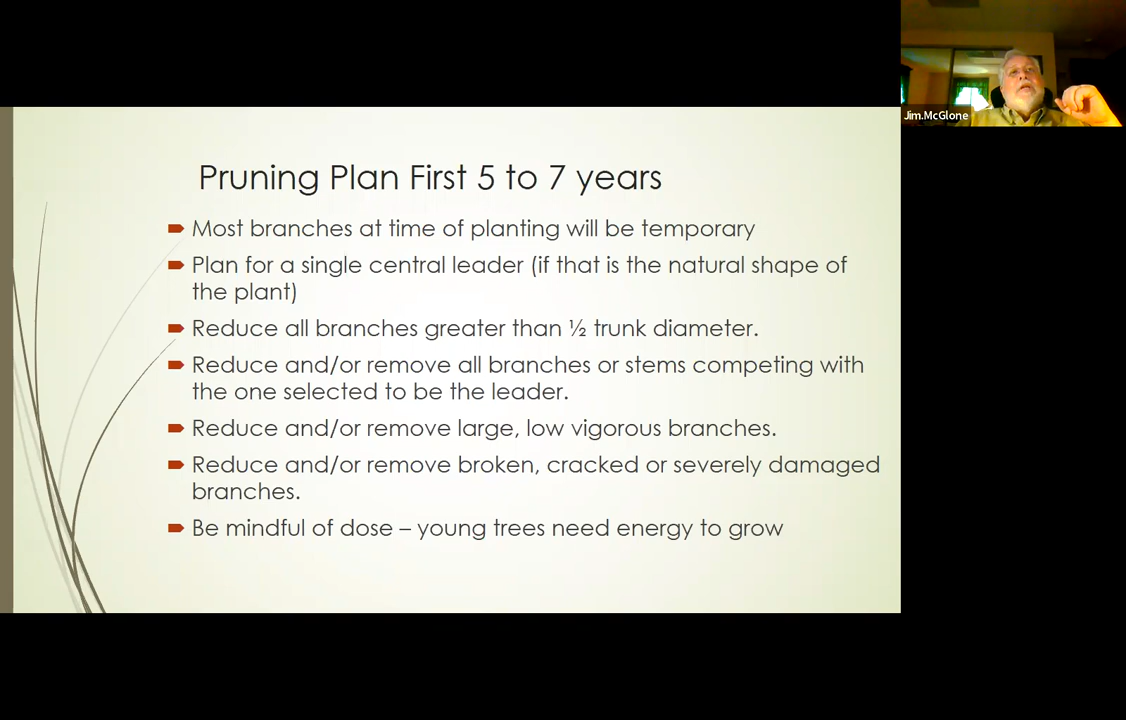 Jim.McGlone
Pruning Plan First 5 to 7 years
Most branches at time of planting will be temporary
Plan for a single central leader (if that is the natural shape of
the plant)
Reduce all branches greater than ½ trunk diameter.
Reduce and/or remove all branches or stems competing with
the one selected to be the leader.
Reduce and/or remove large, low vigorous branches.
Reduce and/or remove broken, cracked or severely damaged
branches.
Be mindful of dose – young trees need energy to grow